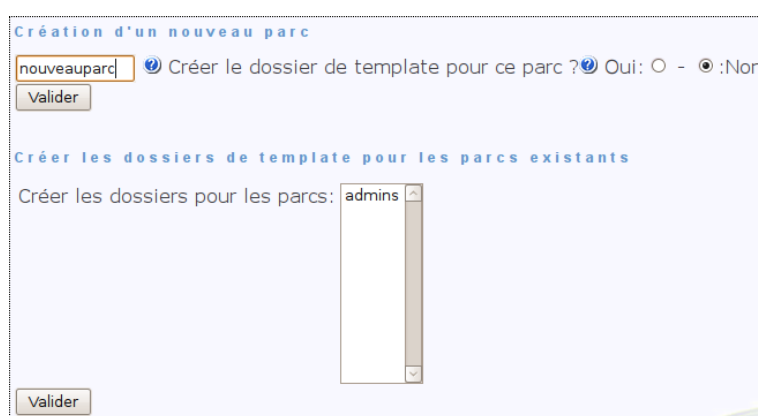 Création d'un nouveau parc
nouveauparc ? Créer le dossier de template pour ce parc ?? Oui: - :Non
Valider
Créer les dossiers de template pour les parcs existants
Créer les dossiers pour les parcs: admins
Valider